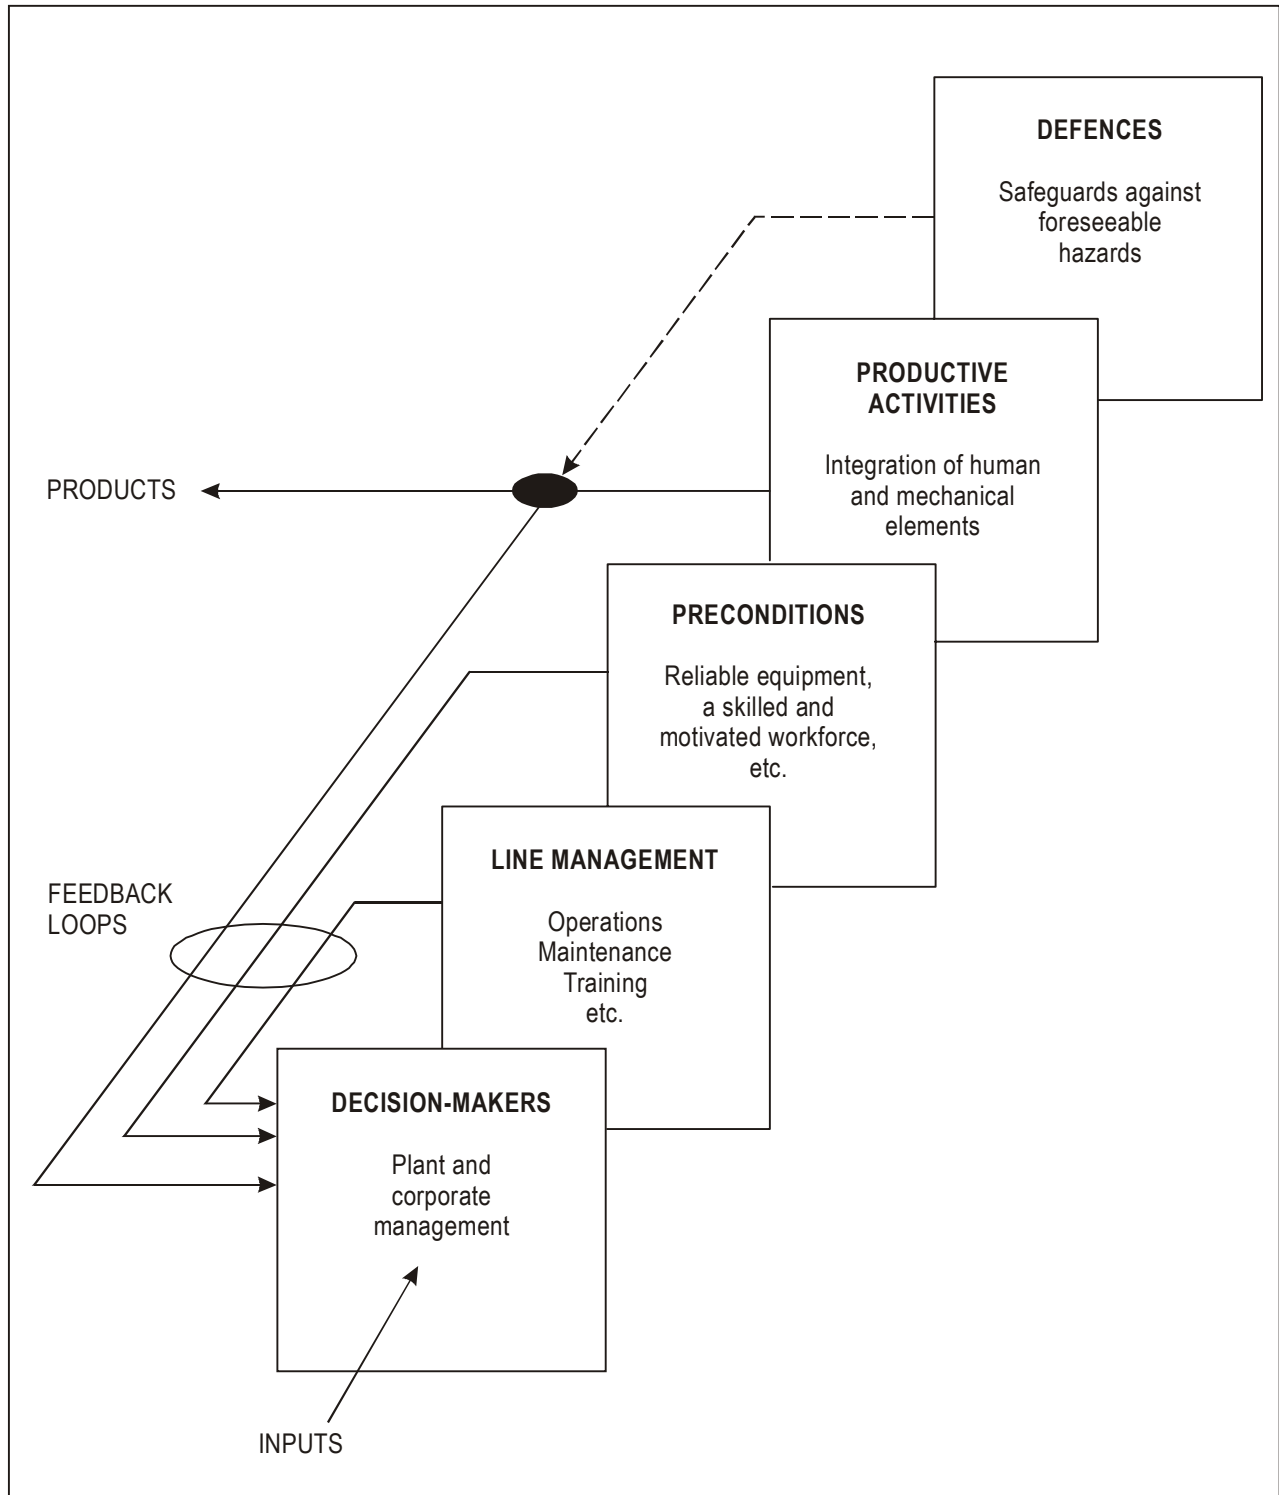 DEFENCES
Safeguards against
foreseeable
hazards
PRODUCTIVE
ACTIVITIES
Integration of human
and mechanical
elements
PRODUCTS
PRECONDITIONS
Reliable equipment,
a skilled and
motivated workforce,
etc.
LINE MANAGEMENT
Operations
Maintenance
Training
etc.
FEEDBACK
LOOPS
DECISION-MAKERS
Plant and
corporate
management
INPUTS